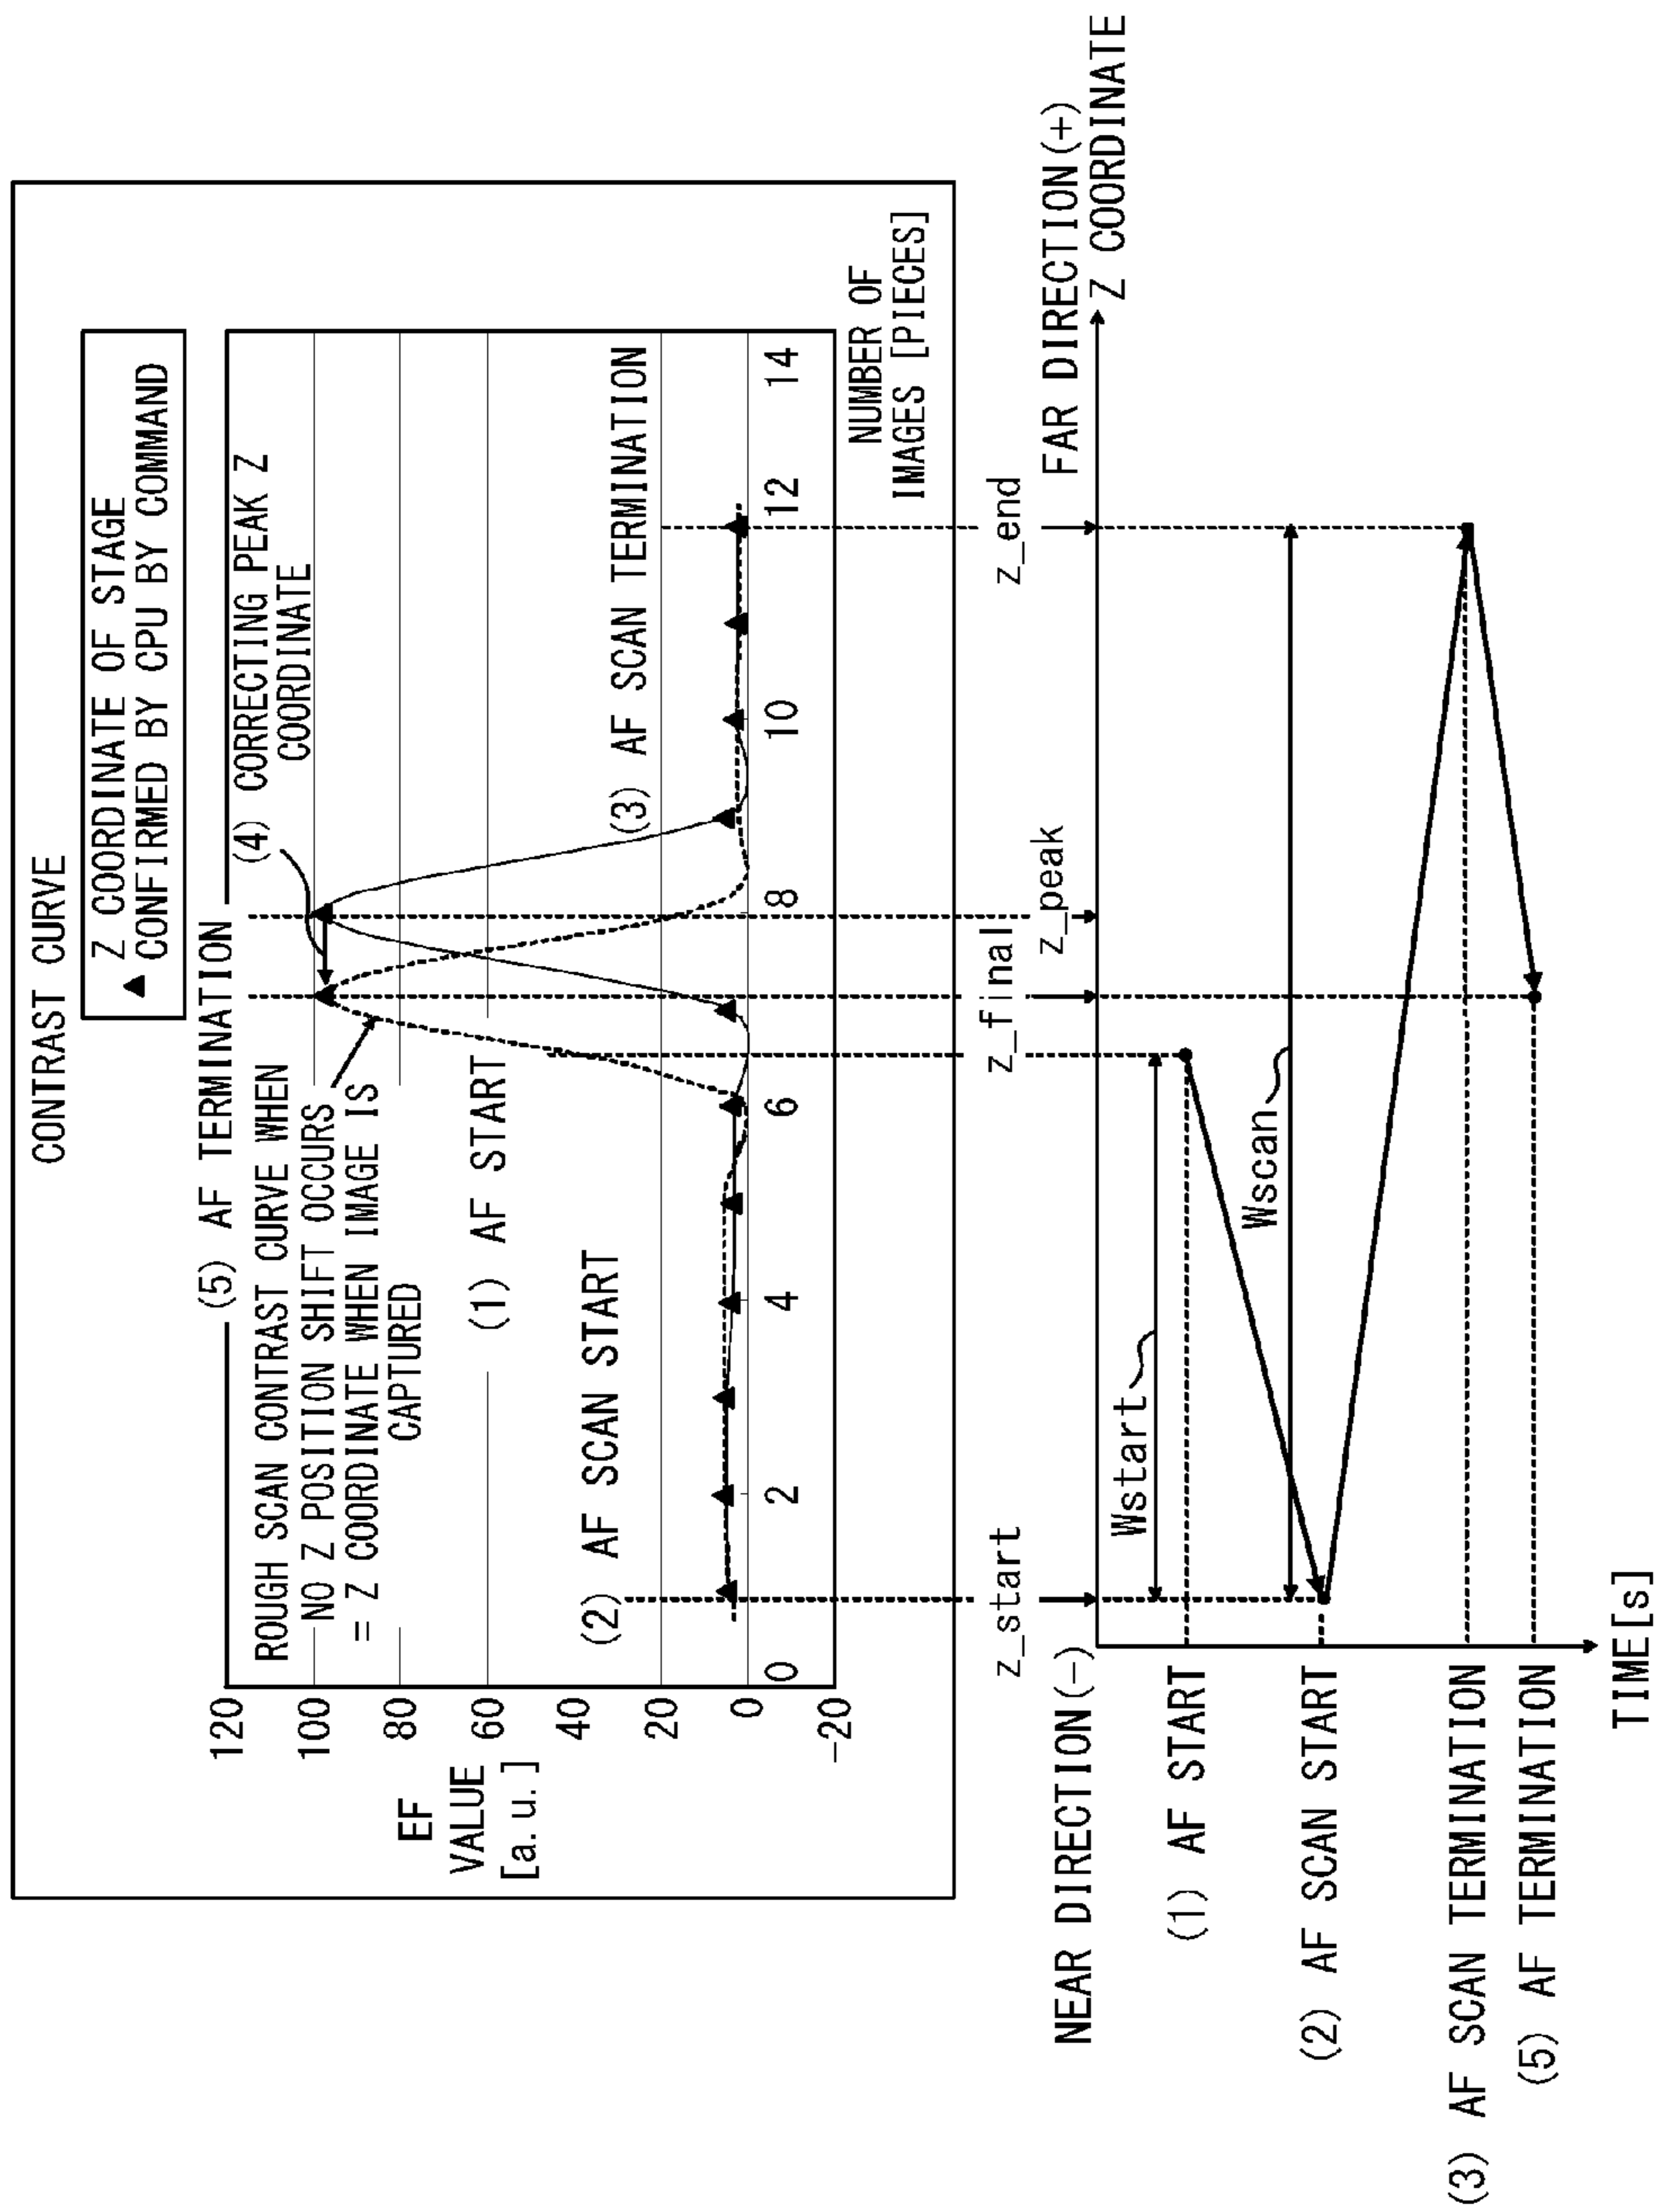 CONTRAST CURVE
Z COORDINATE OF STAGE
▲ CONFIRMED BY CPU BY COMMAND
(5) AF TERMINATION
(4) CORRECTING PEAK Z
COORDINATE
ROUGH SCAN CONTRAST CURVE WHEN
NO Z POSITION SHIFT OCCURS
= Z COORDINATE WHEN IMAGE IS
CAPTURED
(1) AF START
(2) AF SCAN START
(3) AF SCAN TERMINATION
EF
VALUE
[a.u.]
120
100
80
60
40
20
0
-20
0
2
4
6
8
10
12
14
NUMBER OF
IMAGES [PIECES]
z_start
z_final
z_peak
z_end
NEAR DIRECTION(-)
FAR DIRECTION(+)
Z COORDINATE
Wstart
Wscan
(1) AF START
(2) AF SCAN START
(3) AF SCAN TERMINATION
(5) AF TERMINATION
TIME[s]